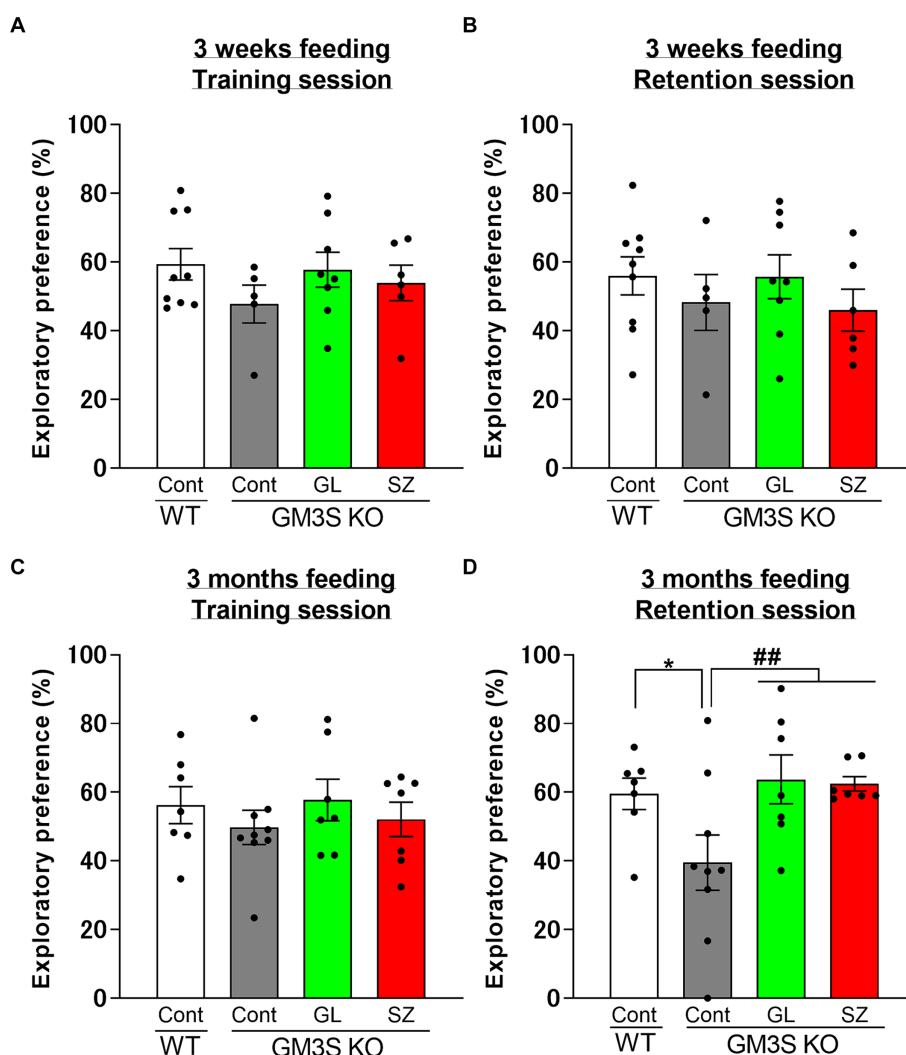 A
3 weeks feeding
Training session
Exploratory preference (%)
100
80
60
40
20
0
Cont
Cont
GL
SZ
WT
GM3S KO
B
3 weeks feeding
Retention session
Exploratory preference (%)
100
80
60
40
20
0
Cont
Cont
GL
SZ
WT
GM3S KO
C
3 months feeding
Training session
Exploratory preference (%)
100
80
60
40
20
0
Cont
Cont
GL
SZ
WT
GM3S KO
D
3 months feeding
Retention session
Exploratory preference (%)
100
80
60
40
20
0
*
##
Cont
Cont
GL
SZ
WT
GM3S KO